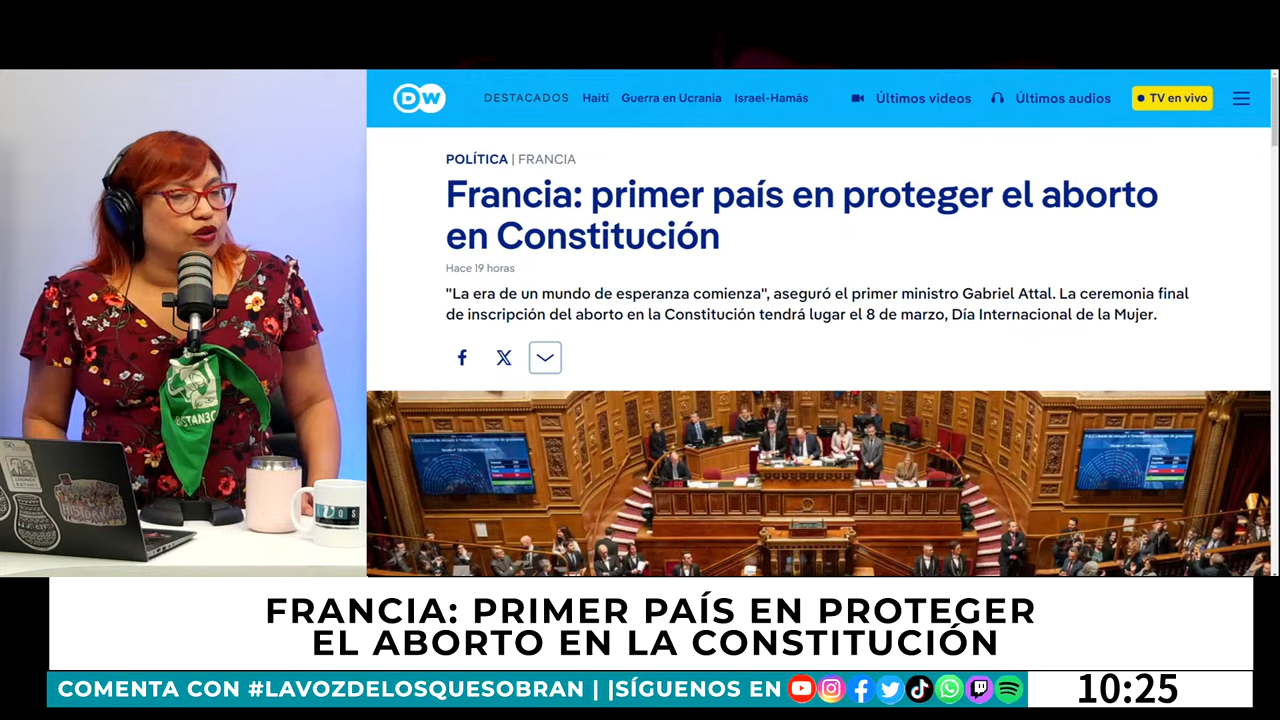 DW
DESTACADOS Haití Guerra en Ucrania Israel-Hamás Últimos videos Últimos audios TV en vivo
POLÍTICA | FRANCIA
Francia: primer país en proteger el aborto
en Constitución
Hace 19 horas
"La era de un mundo de esperanza comienza", aseguró el primer ministro Gabriel Attal. La ceremonia final
de inscripción del aborto en la Constitución tendrá lugar el 8 de marzo, Día Internacional de la Mujer.
FRANCIA: PRIMER PAÍS EN PROTEGER
EL ABORTO EN LA CONSTITUCIÓN
COMENTA CON #LAVOZDELOSQUESOBRAN | |SÍGUENOS EN
10:25